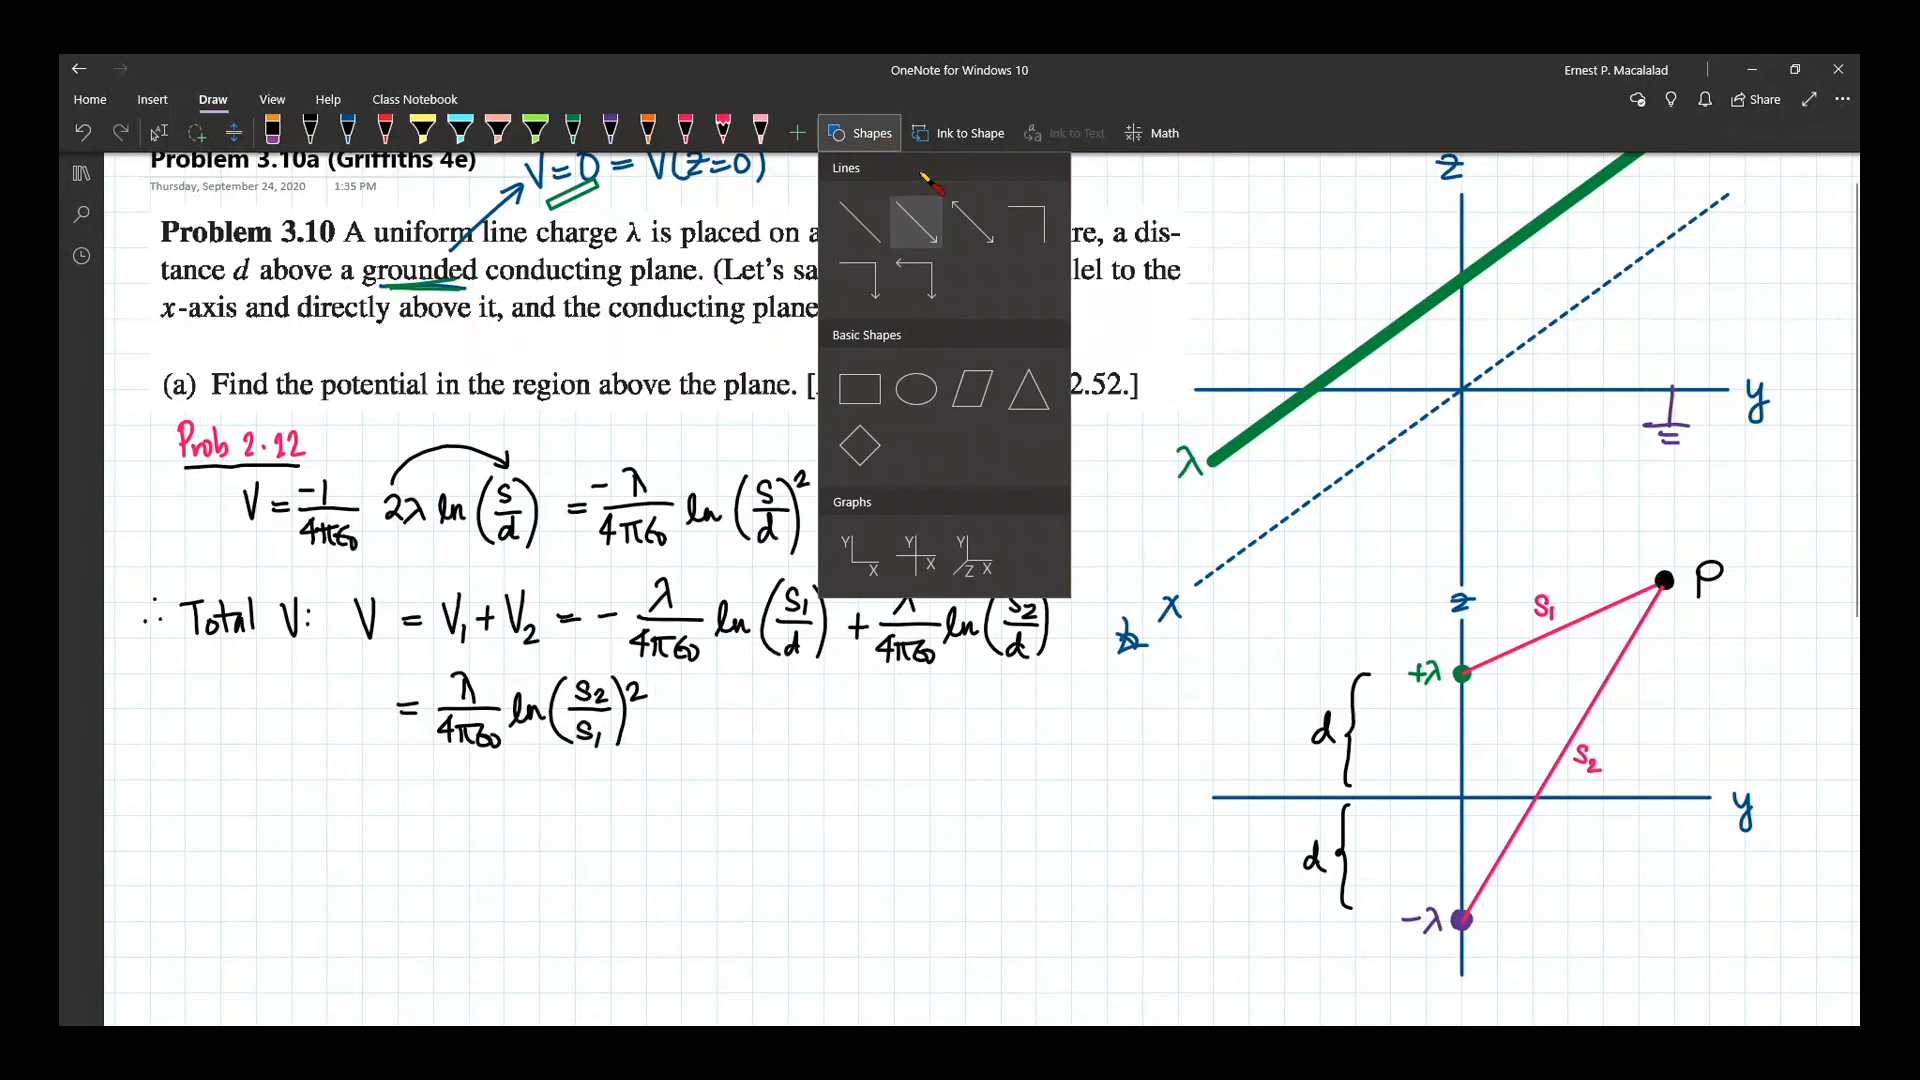 OneNote for Windows 10
Ernest P. Macalalad
Home Insert Draw View Help Class Notebook
Share
Shapes Ink to Shape Ink to Text Math
Problem 3.10a (Griffiths 4e)
Thursday, September 24, 2020 1:35 PM
V = 0 = V(z=0)
Problem 3.10 A uniform line charge λ is placed on a re, a dis-
tance d above a grounded conducting plane. (Let's sa lel to the
x-axis and directly above it, and the conducting plane
(a) Find the potential in the region above the plane. [ 2.52.]
Lines
Basic Shapes
Graphs
Y X
Y X
Y Z X
Prob 2.22
V = -1/4πϵ0 2λ ln (s/d) = -λ/4πϵ0 ln (s/d)²
∴ Total V: V = V1 + V2 = - λ/4πϵ0 ln (s1/d) + λ/4πϵ0 ln (s2/d)
= λ/4πϵ0 ln (s2/s1)²
z
y
λ
x
z
P
s1
+λ
d
s2
y
d
-λ